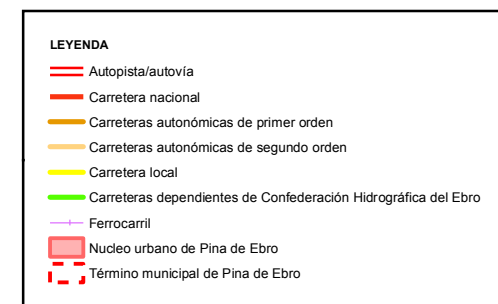 LEYENDA
Autopista/autovía
Carretera nacional
Carreteras autonómicas de primer orden
Carreteras autonómicas de segundo orden
Carretera local
Carreteras dependientes de Confederación Hidrográfica del Ebro
Ferrocarril
Nucleo urbano de Pina de Ebro
Término municipal de Pina de Ebro